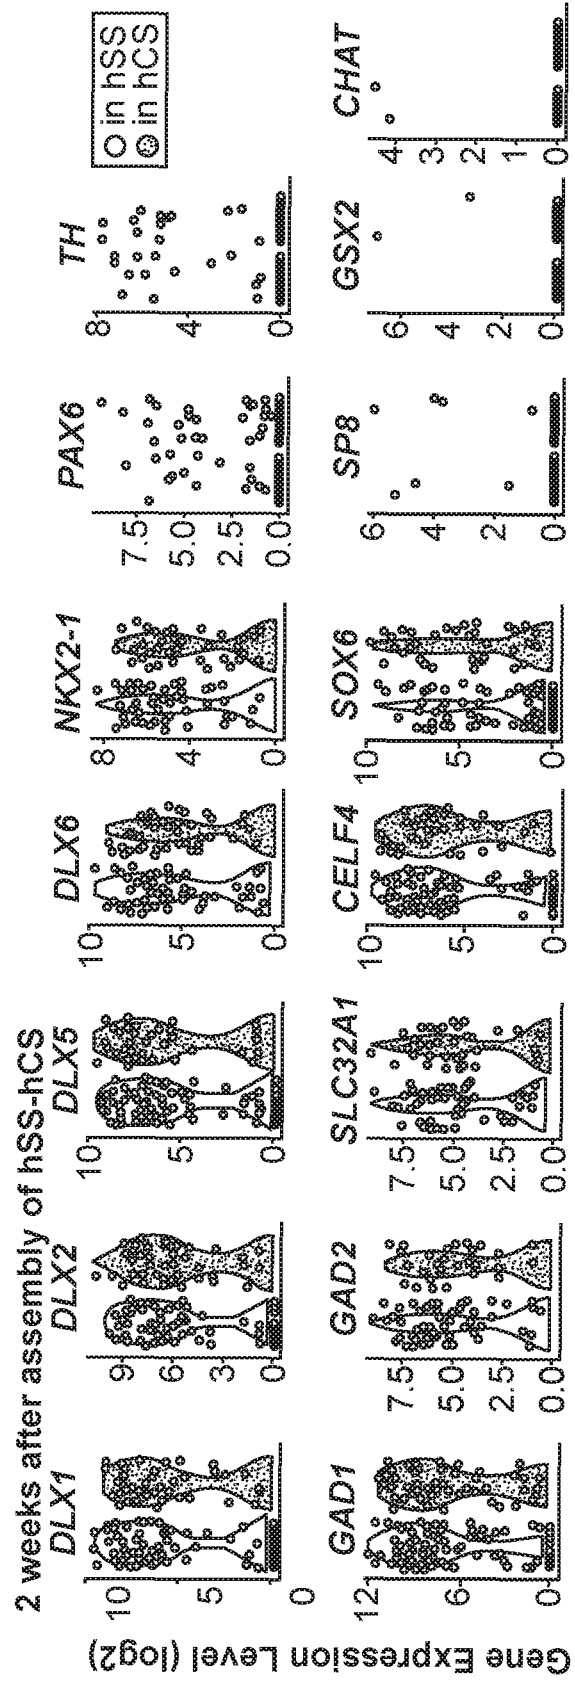 2 weeks after assembly of hSS-hCS
in hSS
in hCS
Gene Expression Level (log2)
DLX1
10
5
0
DLX2
9
6
3
0
DLX5
10
5
0
DLX6
10
5
0
NKX2-1
8
4
0
PAX6
7.5
5.0
2.5
0.0
TH
8
4
0
GAD1
12
6
0
GAD2
7.5
5.0
2.5
0.0
SLC32A1
7.5
5.0
2.5
0.0
CELF4
10
5
0
SOX6
10
5
0
SP8
6
4
2
0
GSX2
6
4
2
0
CHAT
4
3
2
1
0